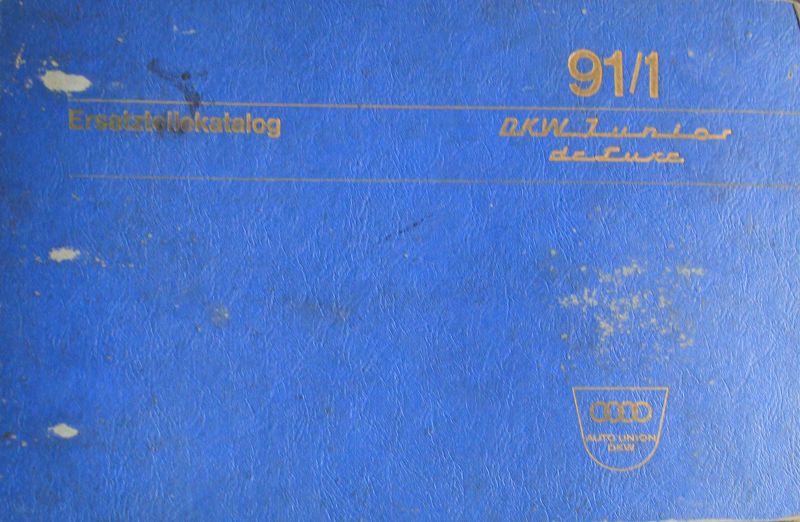 91/1
Ersatzteilekatalog
DKW Junior
de Luxe
AUTO UNION
DKW